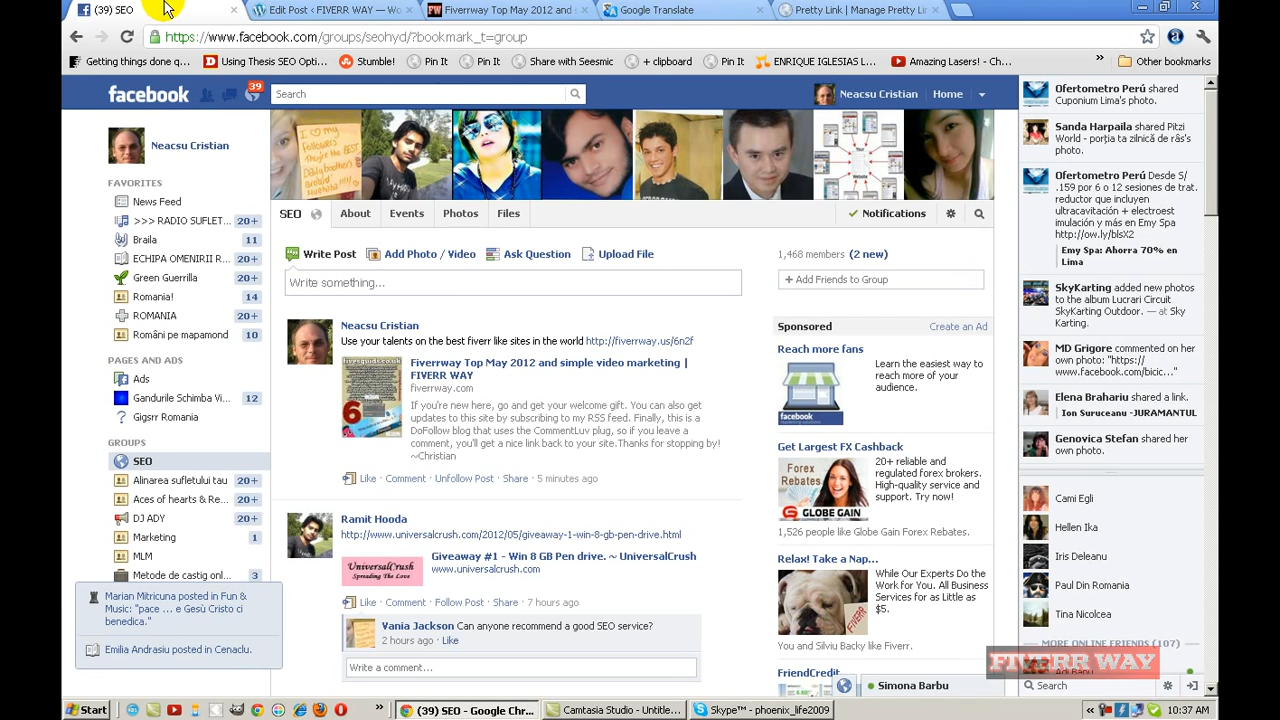 (39) SEO
Edit Post ‹ FIVERR WAY — Wo
Fiverrway Top May 2012 and s
Google Translate
Pretty Link | Manage Pretty Lin
https://www.facebook.com/groups/seohyd/?bookmark_t=group
Getting things done q...
Using Thesis SEO Opti...
Stumble!
Pin It
Pin It
Share with Seesmic
+ clipboard
Pin It
ENRIQUE IGLESIAS L...
Amazing Lasers! - Ch...
»
Other bookmarks
facebook
39
Search
Neacsu Cristian
Home
Neacsu Cristian
FAVORITES
News Feed
>>> RADIO SUFLET... 20+
Braila 11
ECHIPA OMENIRII R... 20+
Green Guerrilla 20+
Romania! 14
ROMANIA 20+
Români pe mapamond 10
PAGES AND ADS
Ads
Gandurile Schimba Vi... 12
Gigsrr Romania
GROUPS
SEO
Alinarea sufletului tau 20+
Aces of hearts & Re... 20+
DJ ADY 20+
Marketing 1
MLM
Metode de castig onl... 3
Marian Mitricuna posted in Fun &
Music: "pace ... e Gesù Cristo ci
benedica."
Emilia Andrasiu posted in Cenaclu.
SEO
About
Events
Photos
Files
Notifications
Write Post
Add Photo / Video
Ask Question
Upload File
Write something...
Neacsu Cristian
Use your talents on the best fiverr like sites in the world http://fiverrway.us/6n2f
Fiverrway Top May 2012 and simple video marketing |
FIVERR WAY
fiverrway.com
If you're new here, go and get your welcome gift. You can also get
updates to this site by subscribing to my RSS feed. Finally, this is a
DoFollow blog that uses the CommentLuv plug, so if you leave a
comment, you'll get a nice link back to your site.Thanks for stopping by!
~Christian
Like · Comment · Unfollow Post · Share · 5 minutes ago
Ramit Hooda
http://www.universalcrush.com/2012/05/giveaway-1-win-8-gb-pen-drive.html
UniversalCrush
Spreading The Love
Giveaway #1 - Win 8 GB Pen drive. ~ UniversalCrush
www.universalcrush.com
Like · Comment · Follow Post · Share · 7 hours ago
Vania Jackson Can anyone recommend a good SEO service?
2 hours ago · Like
Write a comment...
1,468 members (2 new)
+ Add Friends to Group
Sponsored
Create an Ad
Reach more fans
facebook
Learn the easiest way to
reach more of your
audience.
Get Largest FX Cashback
Forex
Rebates
GLOBE GAIN
20+ reliable and
regulated forex brokers.
High-quality service and
support. Try now!
1,526 people like Globe Gain Forex Rebates.
Relax! Take a Nap...
While Our Experts Do the
Work for You. All Business
Services for as Little as
$5.
You and Silviu Backy like Fiverr.
FriendCredit
Ofertometro Perú shared
Cuponium Lima's photo.
Sanda Harpaila shared Pitzi
World - porția ta zilnică de râs's
photo.
Ofertometro Perú Desde S/
.159 por 6 o 12 sesiones de trat.
reductor que incluyen
ultracavitación + electroest
imulación y más en Emy Spa
http://ow.ly/blsX2
Emy Spa: Ahorra 70% en
Lima
SkyKarting added new photos
to the album Lucrari Circuit
SkyKarting Outdoor. — at Sky
Karting.
MD Grigore commented on her
own photo: "https://
www.facebook.com/bicic..."
Elena Brahariu shared a link.
Ion Suruceanu -JURAMANTUL
Genovica Stefan shared her
own photo.
Cami Egli
Hellen Ika
Iris Deleanu
Paul Din Romania
Tina Nicolcea
MORE ONLINE FRIENDS (107)
FIVERR WAY
Search
Simona Barbu
Start
»
(39) SEO - Google Chr...
Camtasia Studio - Untitle...
Skype™ - phoenix_life2009
10:37 AM